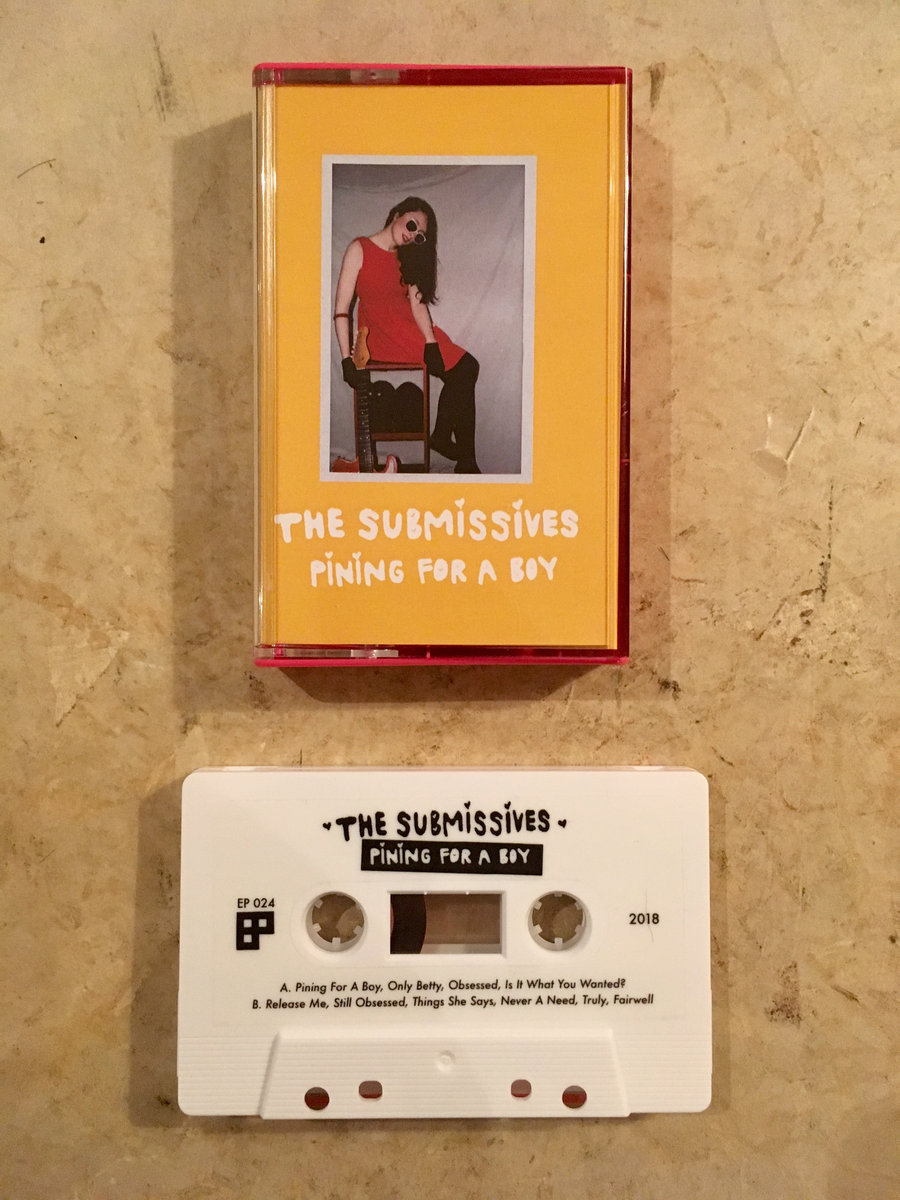 THE SUBMiSSiVES
PiNiNG FOR A BOY
THE SUBMiSSiVES
PiNiNG FOR A BOY
EP 024
EP
2018
A. Pining For A Boy, Only Betty, Obsessed, Is It What You Wanted?
B. Release Me, Still Obsessed, Things She Says, Never A Need, Truly, Fairwell